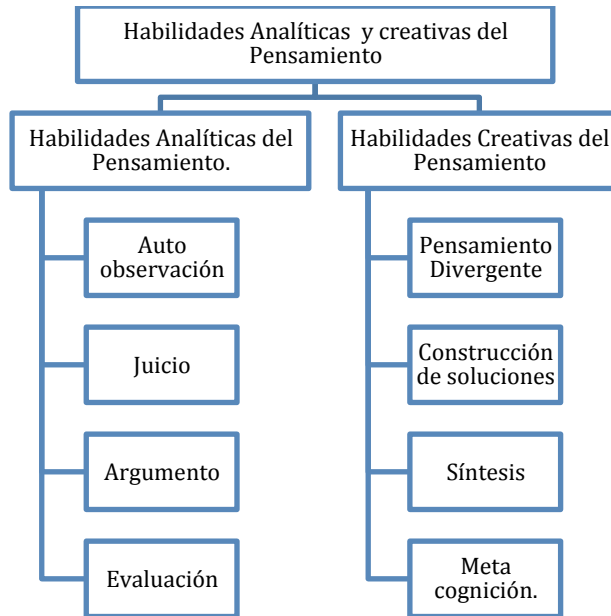 Habilidades Analíticas y creativas del
Pensamiento
Habilidades Analíticas del
Pensamiento.
Auto
observación
Juicio
Argumento
Evaluación
Habilidades Creativas del
Pensamiento
Pensamiento
Divergente
Construcción
de soluciones
Síntesis
Meta
cognición.